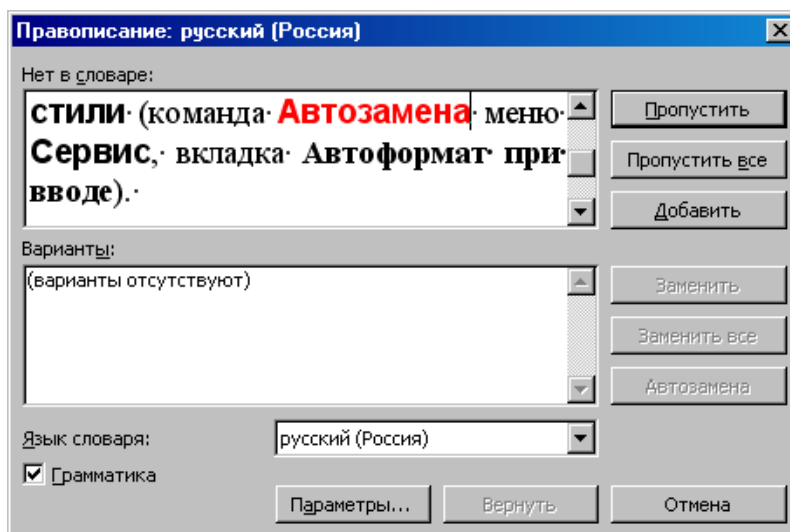 Правописание: русский (Россия)
Нет в словаре:
стили· (команда· Автозамена· меню·
Сервис,· вкладка· Автоформат· при·
вводе).·
Пропустить
Пропустить все
Добавить
Варианты:
(варианты отсутствуют)
Заменить
Заменить все
Автозамена
Язык словаря:
русский (Россия)
Грамматика
Параметры...
Вернуть
Отмена